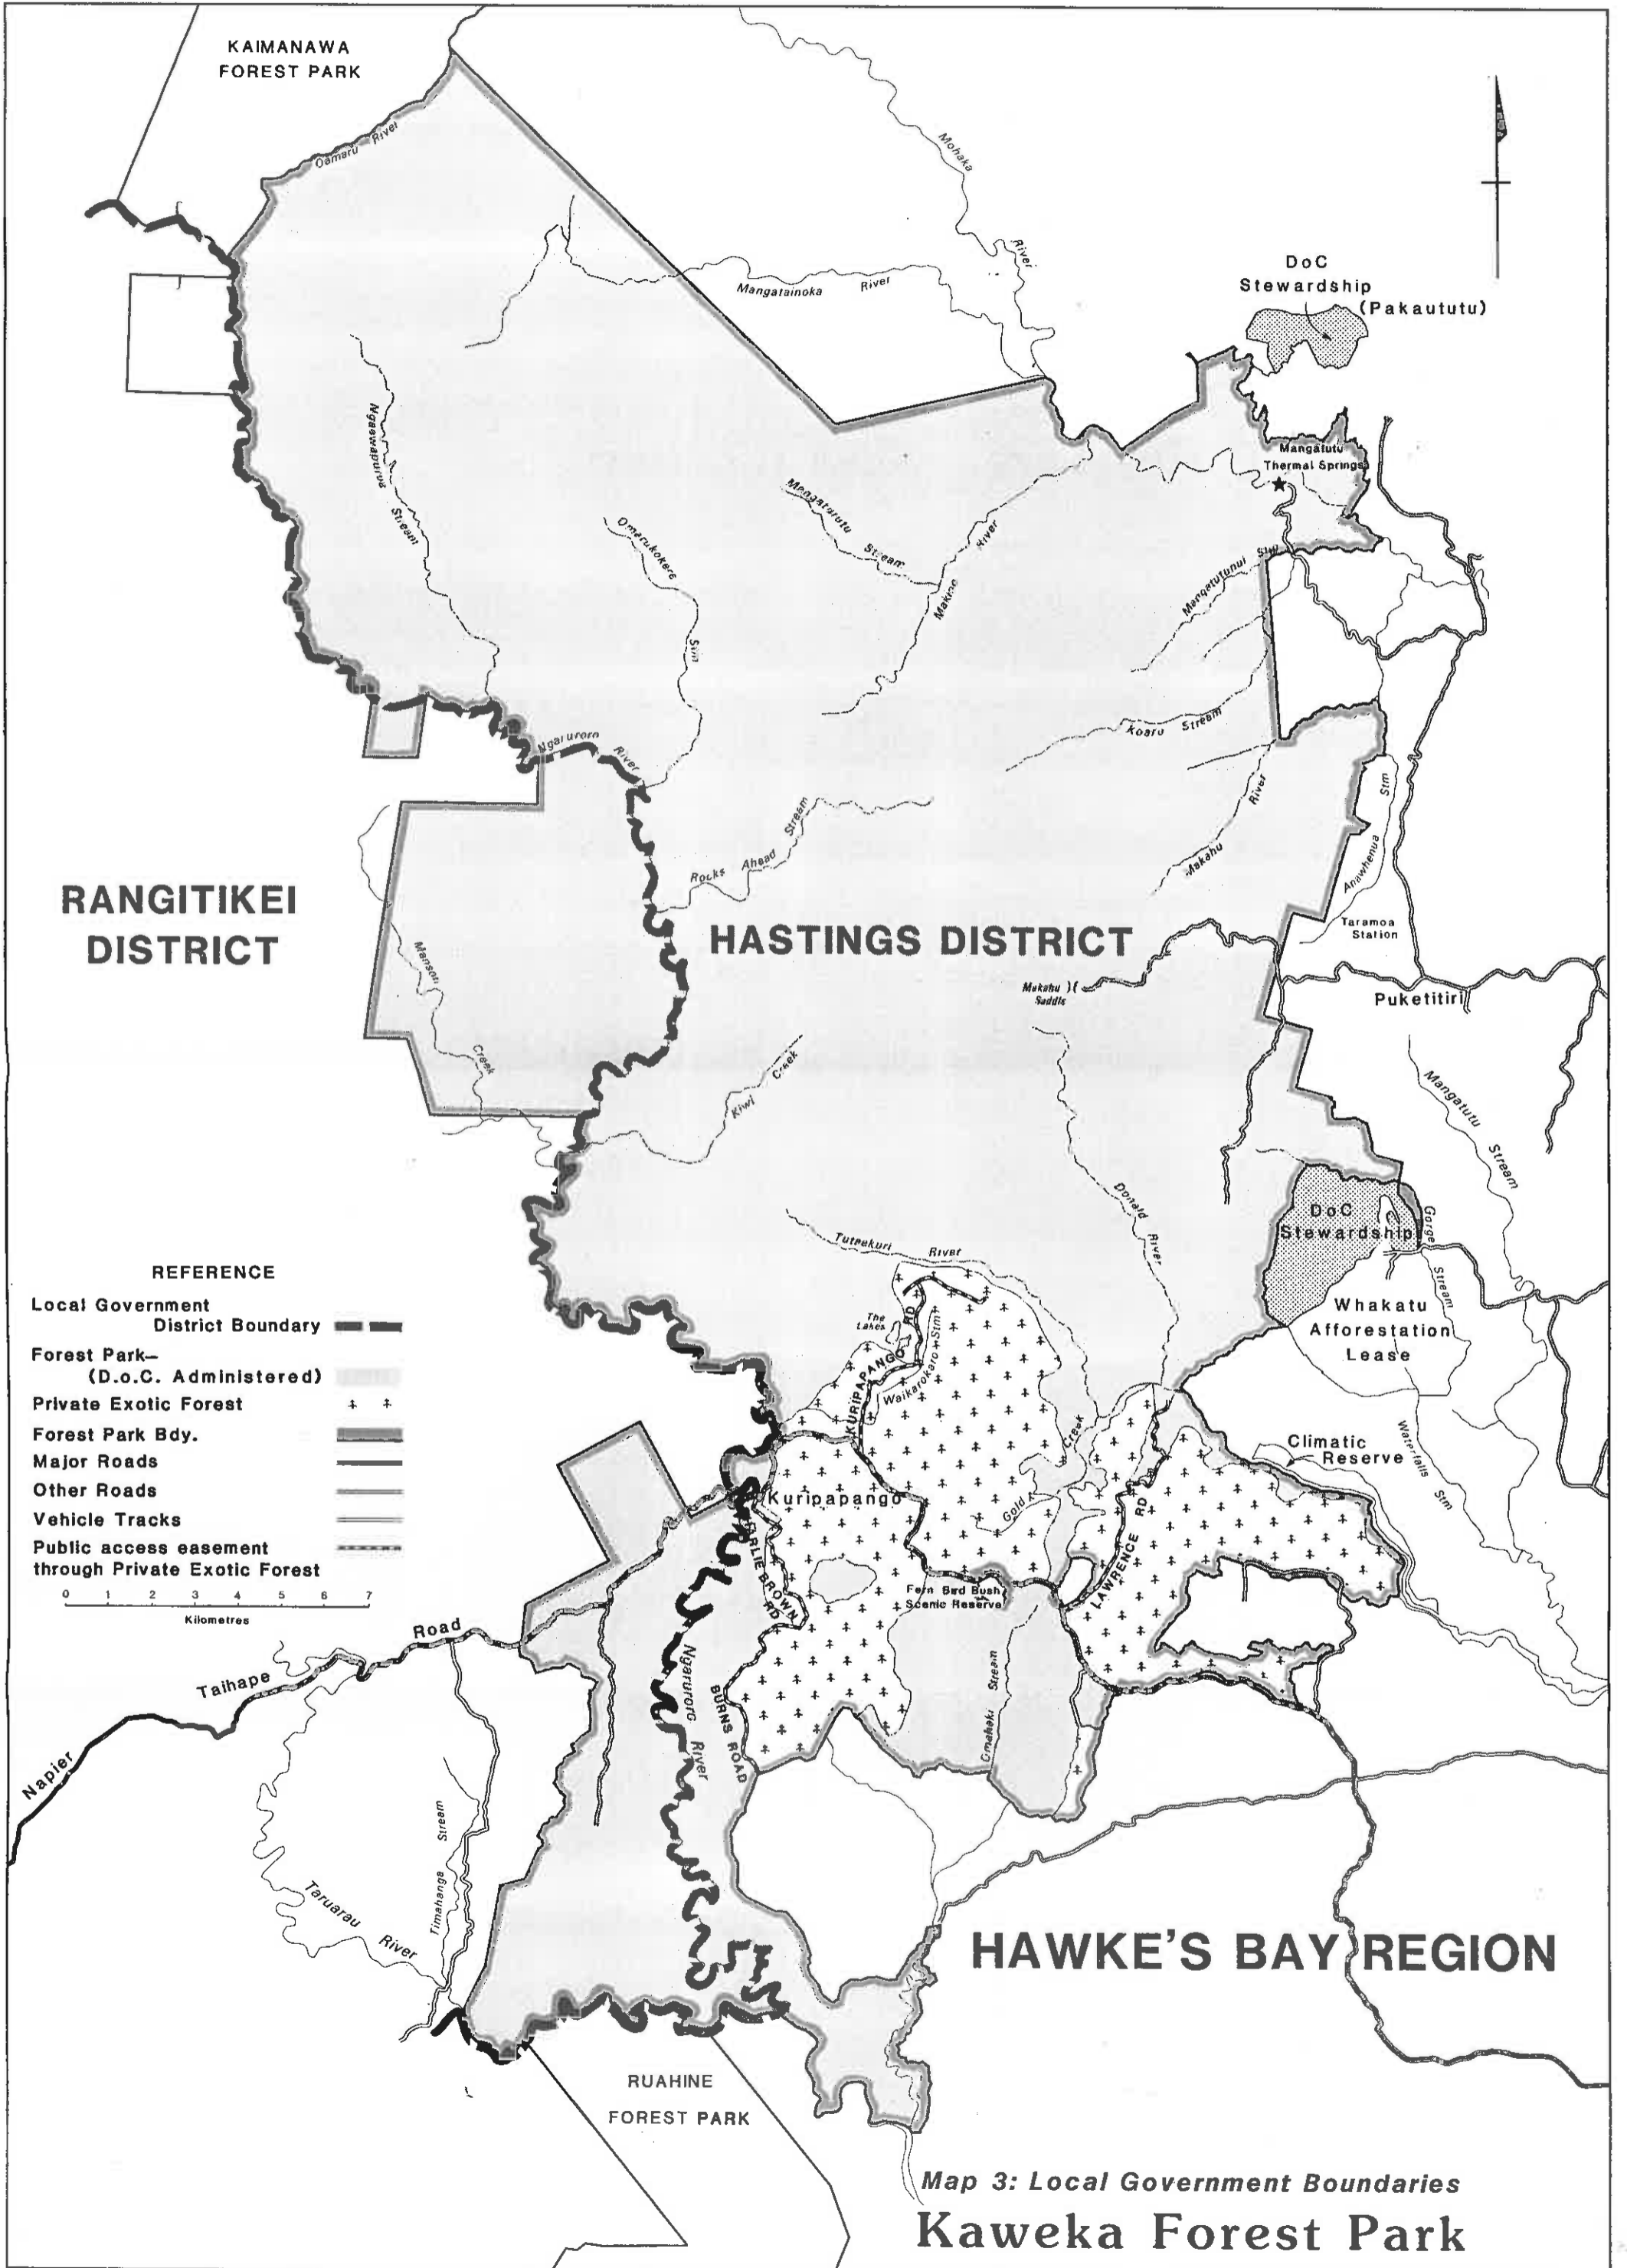 KAIMANAWA
FOREST PARK
Oamaru River
Mohaka
River
Mangatainoka River
DoC
Stewardship
(Pakaututu)
Mangatutu
Thermal Springs
Stream
Omarukokere
Stm
Mangaturutu
Stream
Makino River
Mangatutunui Stm
Koaru Stream
Ngaruroro River
Rocks Ahead Stream
Makahu
River
Anawhenua
Stm
Taramoa
Station
RANGITIKEI
DISTRICT
HASTINGS DISTRICT
Makahu )(
Saddle
Puketitiri
Manson
Creek
Kiwi Creek
Mangatutu
Stream
Donald
River
DoC
Stewardship
Gorge
Stream
Tutaekuri River
The
Lakes
KURIPAPANGO RD
Waikarokaro Stm
Whakatu
Afforestation
Lease
REFERENCE
Local Government
District Boundary
Forest Park-
(D.o.C. Administered)
Private Exotic Forest
Forest Park Bdy.
Major Roads
Other Roads
Vehicle Tracks
Public access easement
through Private Exotic Forest
0 1 2 3 4 5 6 7
Kilometres
Climatic
Reserve
Waterfalls
Stm
Creek
Gold
Kuripapango
LAWRENCE RD
Fern Bird Bush
Scenic Reserve
BROWN
RD
Napier
Taihape
Road
Ngaruroro
River
BURNS ROAD
Omahaki Stream
Timahanga Stream
Taruarau
River
HAWKE'S BAY REGION
RUAHINE
FOREST PARK
Map 3: Local Government Boundaries
Kaweka Forest Park